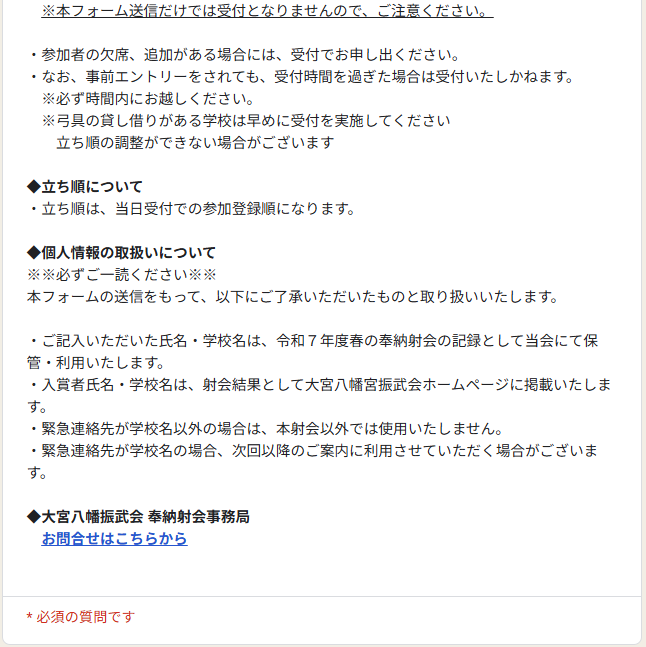 ※本フォーム送信だけでは受付となりませんので、ご注意ください。
・参加者の欠席、追加がある場合には、受付でお申し出ください。
・なお、事前エントリーをされても、受付時間を過ぎた場合は受付いたしかねます。
※必ず時間内にお越しください。
※弓具の貸し借りがある学校は早めに受付を実施してください
立ち順の調整ができない場合がございます
◆立ち順について
・立ち順は、当日受付での参加登録順になります。
◆個人情報の取扱いについて
※※必ずご一読ください※※
本フォームの送信をもって、以下にご了承いただいたものと取り扱いいたします。
・ご記入いただいた氏名・学校名は、令和７年度春の奉納射会の記録として当会にて保
管・利用いたします。
・入賞者氏名・学校名は、射会結果として大宮八幡宮振武会ホームページに掲載いたしま
す。
・緊急連絡先が学校名以外の場合は、本射会以外では使用いたしません。
・緊急連絡先が学校名の場合、次回以降のご案内に利用させていただく場合がございま
す。
◆大宮八幡振武会 奉納射会事務局
お問合せはこちらから
* 必須の質問です